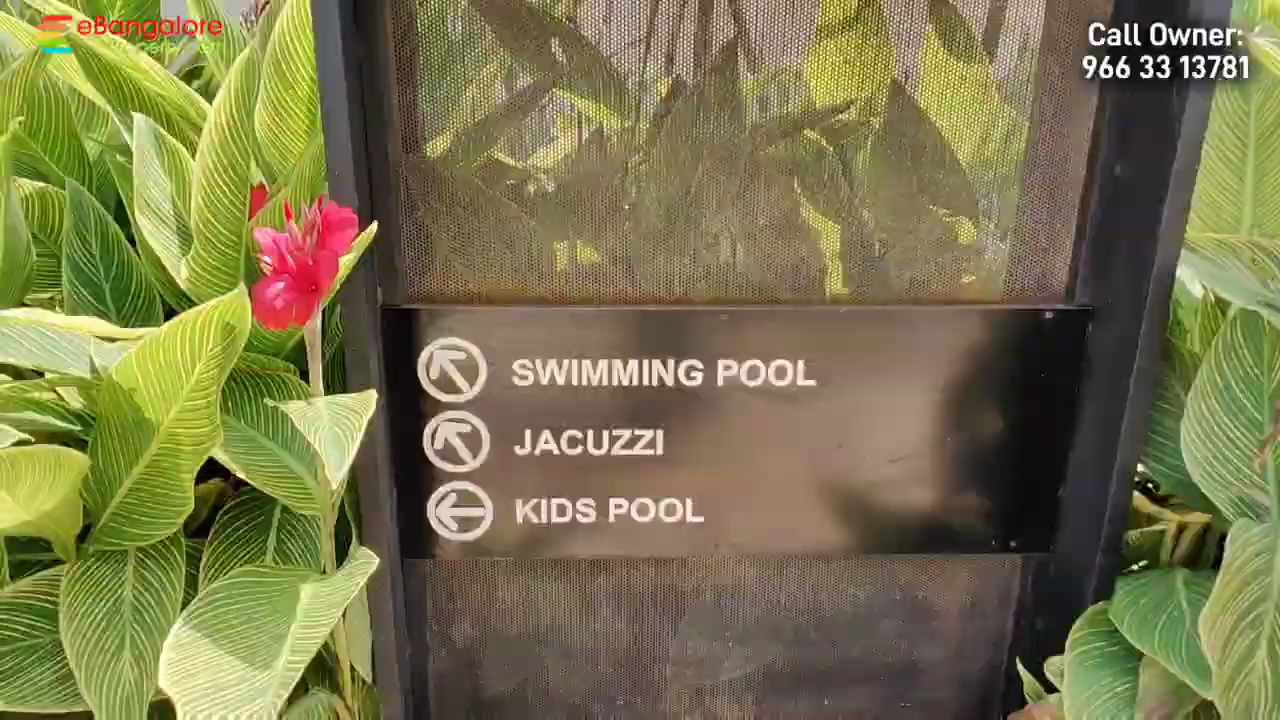 eBangalore
Call Owner:
966 33 13781
SWIMMING POOL
JACUZZI
KIDS POOL